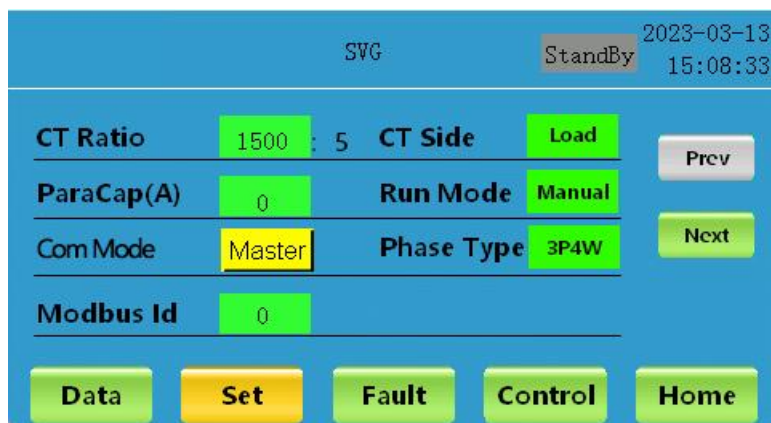 SVG
StandBy
2023-03-13
15:08:33
CT Ratio 1500 : 5 CT Side Load
ParaCap(A) 0 Run Mode Manual
Com Mode Master Phase Type 3P4W
Modbus Id 0
Prev
Next
Data Set Fault Control Home